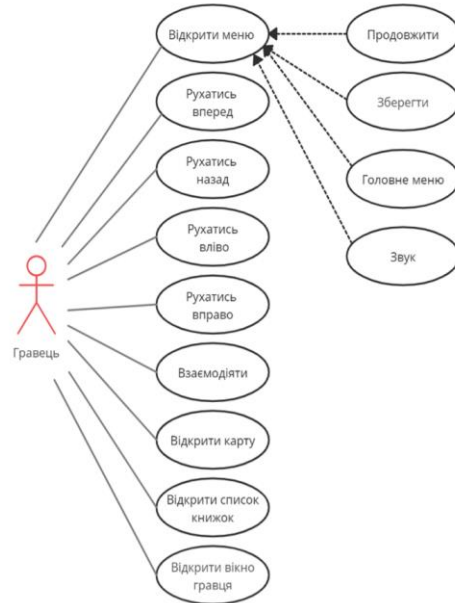 Відкрити меню
Продовжити
Рухатись
вперед
Зберегти
Рухатись
назад
Головне меню
Рухатись
вліво
Звук
Гравець
Рухатись
вправо
Взаємодіяти
Відкрити карту
Відкрити список
книжок
Відкрити вікно
гравця